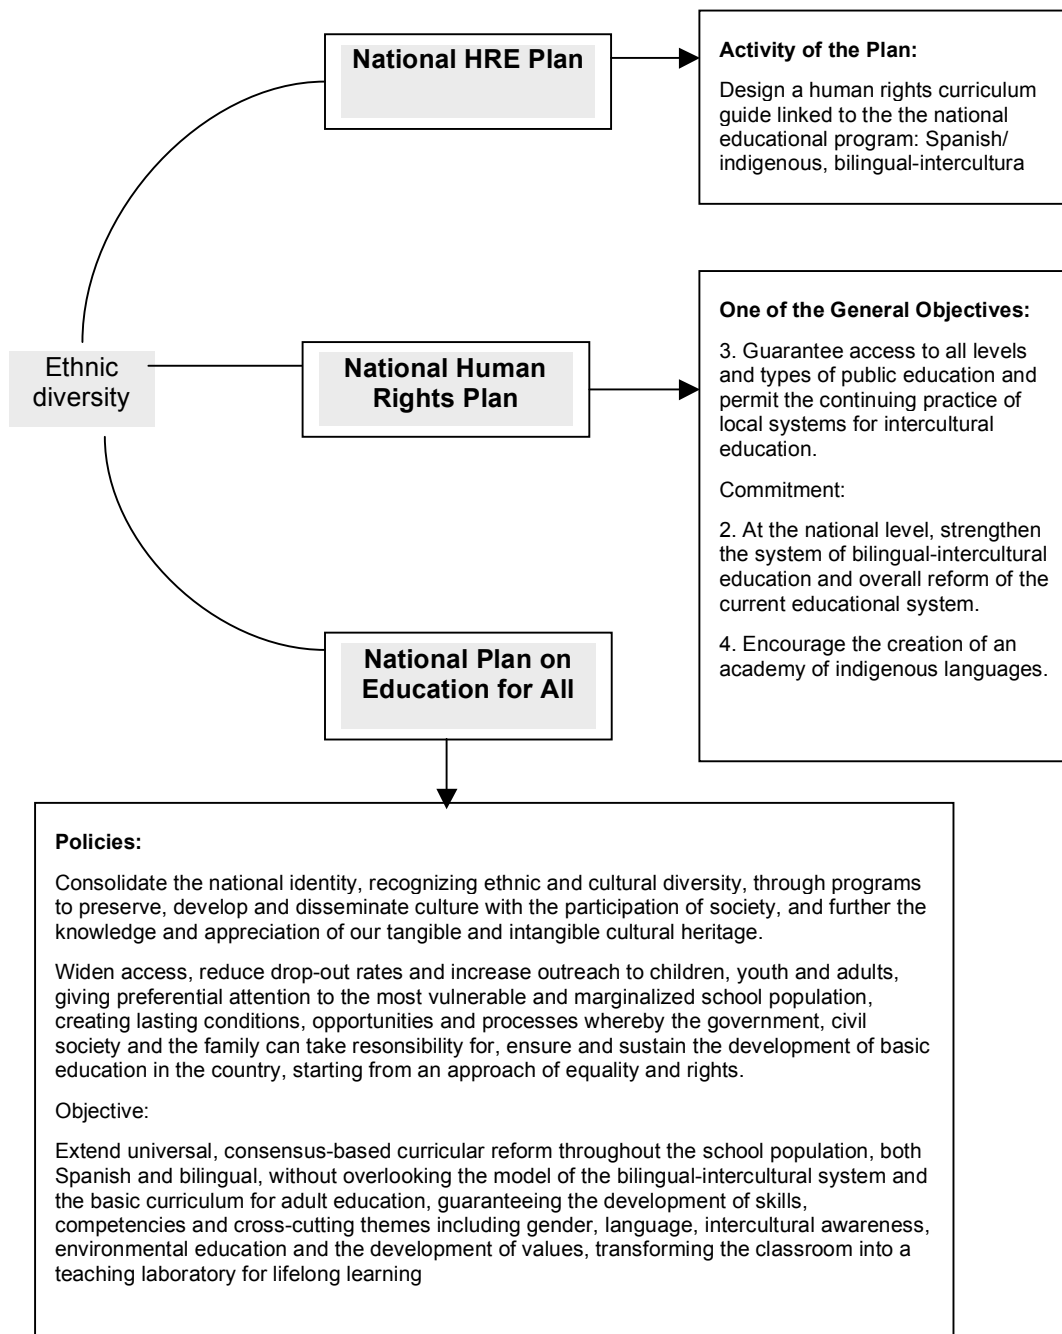 National HRE Plan
Activity of the Plan:
Design a human rights curriculum
guide linked to the the national
educational program: Spanish/
indigenous, bilingual-intercultura
Ethnic
diversity
National Human
Rights Plan
One of the General Objectives:
3. Guarantee access to all levels
and types of public education and
permit the continuing practice of
local systems for intercultural
education.
Commitment:
2. At the national level, strengthen
the system of bilingual-intercultural
education and overall reform of the
current educational system.
4. Encourage the creation of an
academy of indigenous languages.
National Plan on
Education for All
Policies:
Consolidate the national identity, recognizing ethnic and cultural diversity, through programs
to preserve, develop and disseminate culture with the participation of society, and further the
knowledge and appreciation of our tangible and intangible cultural heritage.
Widen access, reduce drop-out rates and increase outreach to children, youth and adults,
giving preferential attention to the most vulnerable and marginalized school population,
creating lasting conditions, opportunities and processes whereby the government, civil
society and the family can take resonsibility for, ensure and sustain the development of basic
education in the country, starting from an approach of equality and rights.
Objective:
Extend universal, consensus-based curricular reform throughout the school population, both
Spanish and bilingual, without overlooking the model of the bilingual-intercultural system and
the basic curriculum for adult education, guaranteeing the development of skills,
competencies and cross-cutting themes including gender, language, intercultural awareness,
environmental education and the development of values, transforming the classroom into a
teaching laboratory for lifelong learning